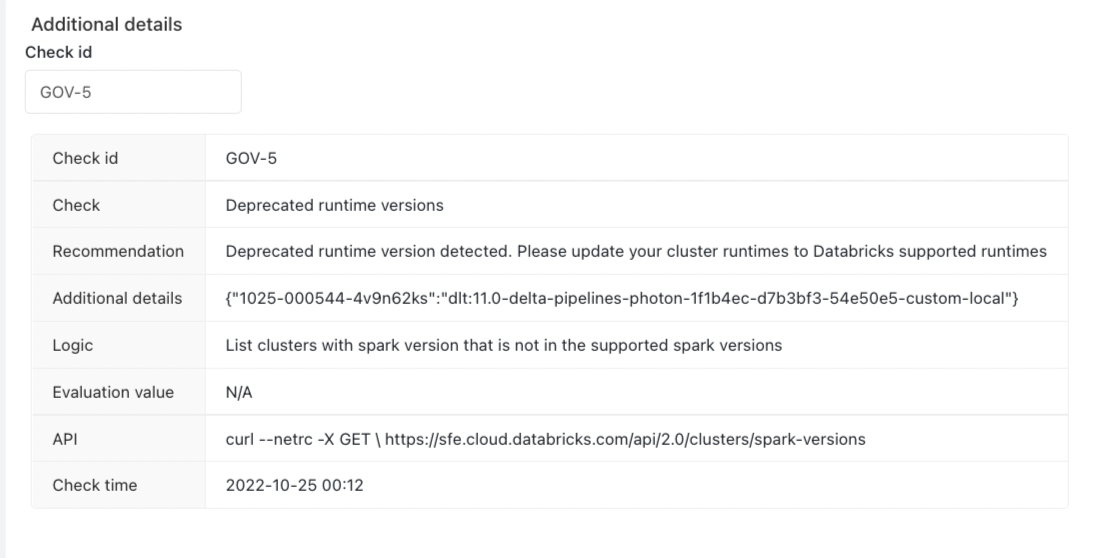 Additional details
Check id
GOV-5
Check id GOV-5
Check Deprecated runtime versions
Recommendation Deprecated runtime version detected. Please update your cluster runtimes to Databricks supported runtimes
Additional details {"1025-000544-4v9n62ks":"dlt:11.0-delta-pipelines-photon-1f1b4ec-d7b3bf3-54e50e5-custom-local"}
Logic List clusters with spark version that is not in the supported spark versions
Evaluation value N/A
API curl --netrc -X GET \ https://sfe.cloud.databricks.com/api/2.0/clusters/spark-versions
Check time 2022-10-25 00:12